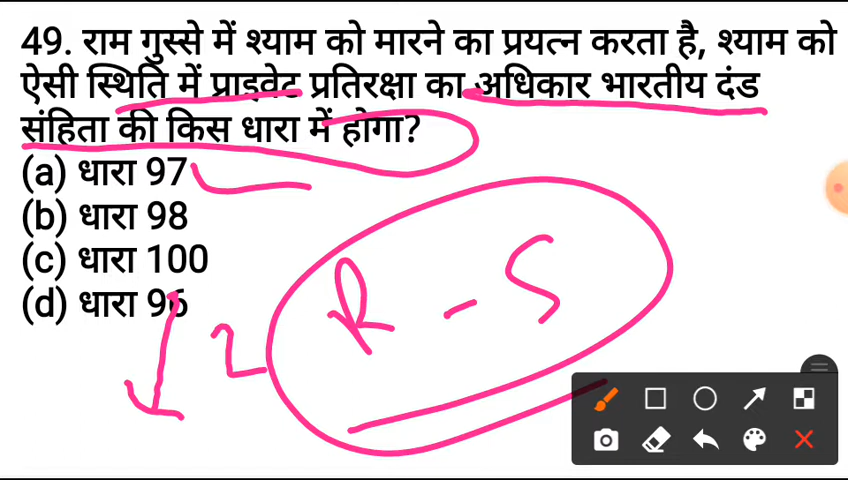 49. राम गुस्से में श्याम को मारने का प्रयत्न करता है, श्याम को
ऐसी स्थिति में प्राइवेट प्रतिरक्षा का अधिकार भारतीय दंड
संहिता की किस धारा में होगा?
(a) धारा 97
(b) धारा 98
(c) धारा 100
(d) धारा 96
R - S